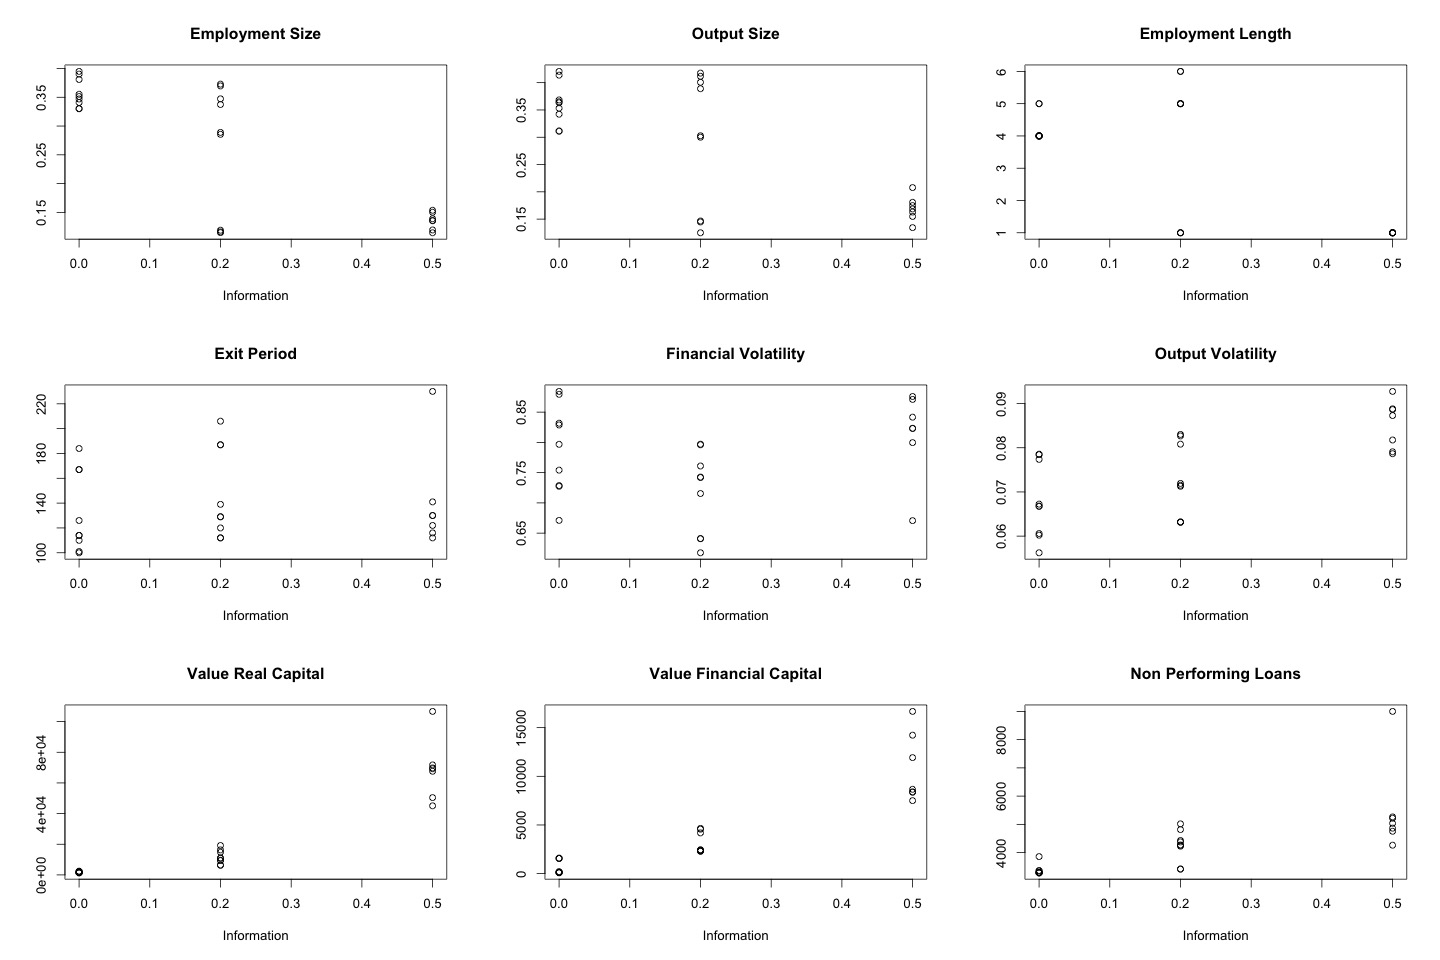 Employment Size
0.15 0.25 0.35
0.0 0.1 0.2 0.3 0.4 0.5
Information
Output Size
0.15 0.25 0.35
0.0 0.1 0.2 0.3 0.4 0.5
Information
Employment Length
1 2 3 4 5 6
0.0 0.1 0.2 0.3 0.4 0.5
Information
Exit Period
100 140 180 220
0.0 0.1 0.2 0.3 0.4 0.5
Information
Financial Volatility
0.65 0.75 0.85
0.0 0.1 0.2 0.3 0.4 0.5
Information
Output Volatility
0.06 0.07 0.08 0.09
0.0 0.1 0.2 0.3 0.4 0.5
Information
Value Real Capital
0e+00 4e+04 8e+04
0.0 0.1 0.2 0.3 0.4 0.5
Information
Value Financial Capital
0 5000 10000 15000
0.0 0.1 0.2 0.3 0.4 0.5
Information
Non Performing Loans
4000 6000 8000
0.0 0.1 0.2 0.3 0.4 0.5
Information